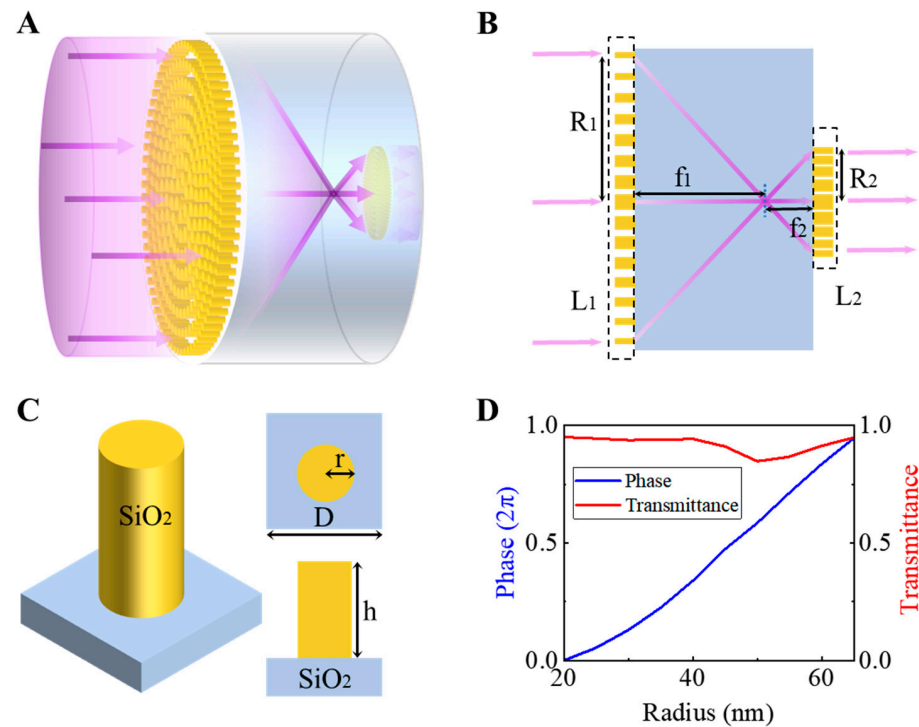 A
B
R₁
f₁
R₂
f₂
L₁
L₂
C
SiO₂
r
D
h
SiO₂
D
1.0
1.0
Phase
Transmittance
Phase (2π)
0.5
0.5
Transmittance
0.0
0.0
20
40
60
Radius (nm)